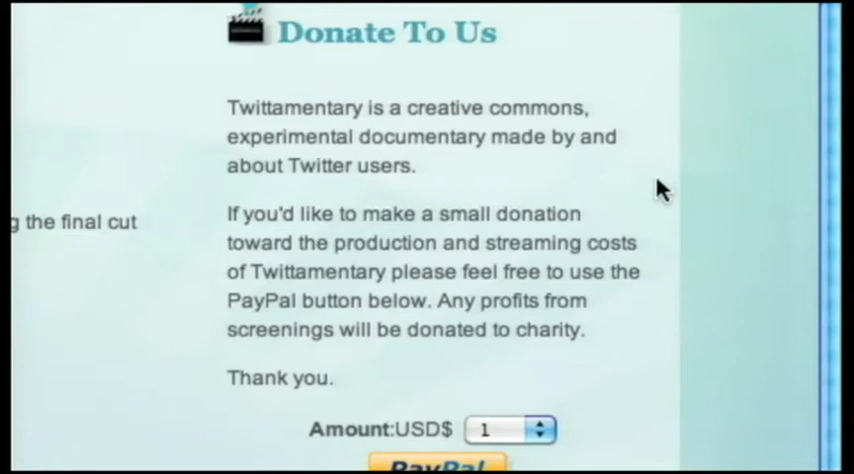 Donate To Us
Twittamentary is a creative commons,
experimental documentary made by and
about Twitter users.
g the final cut
If you'd like to make a small donation
toward the production and streaming costs
of Twittamentary please feel free to use the
PayPal button below. Any profits from
screenings will be donated to charity.
Thank you.
Amount:USD$ 1
PayPal